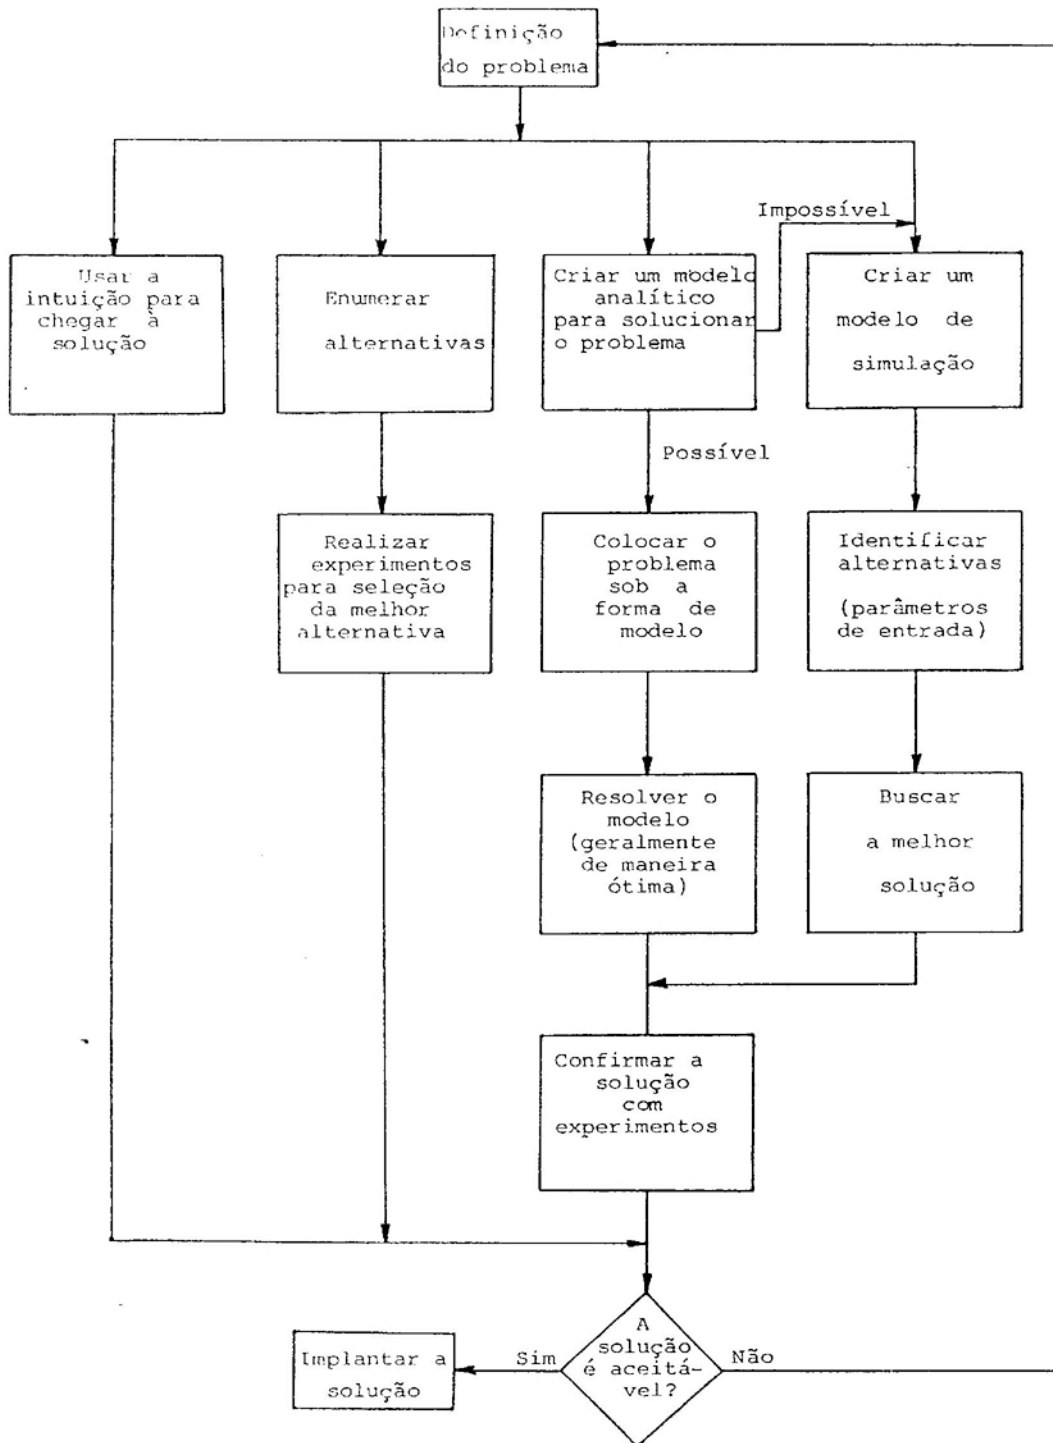 Definição
do problema
Impossível
Usar a
intuição para
chegar à
solução
Enumerar
alternativas
Criar um modelo
analítico
para solucionar
o problema
Criar um
modelo de
simulação
Possível
Realizar
experimentos
para seleção
da melhor
alternativa
Colocar o
problema
sob a
forma de
modelo
Identificar
alternativas
(parâmetros
de entrada)
Resolver o
modelo
(geralmente
de maneira
ótima)
Buscar
a melhor
solução
Confirmar a
solução
com
experimentos
A
solução
é aceitá-
vel?
Sim
Não
Implantar a
solução